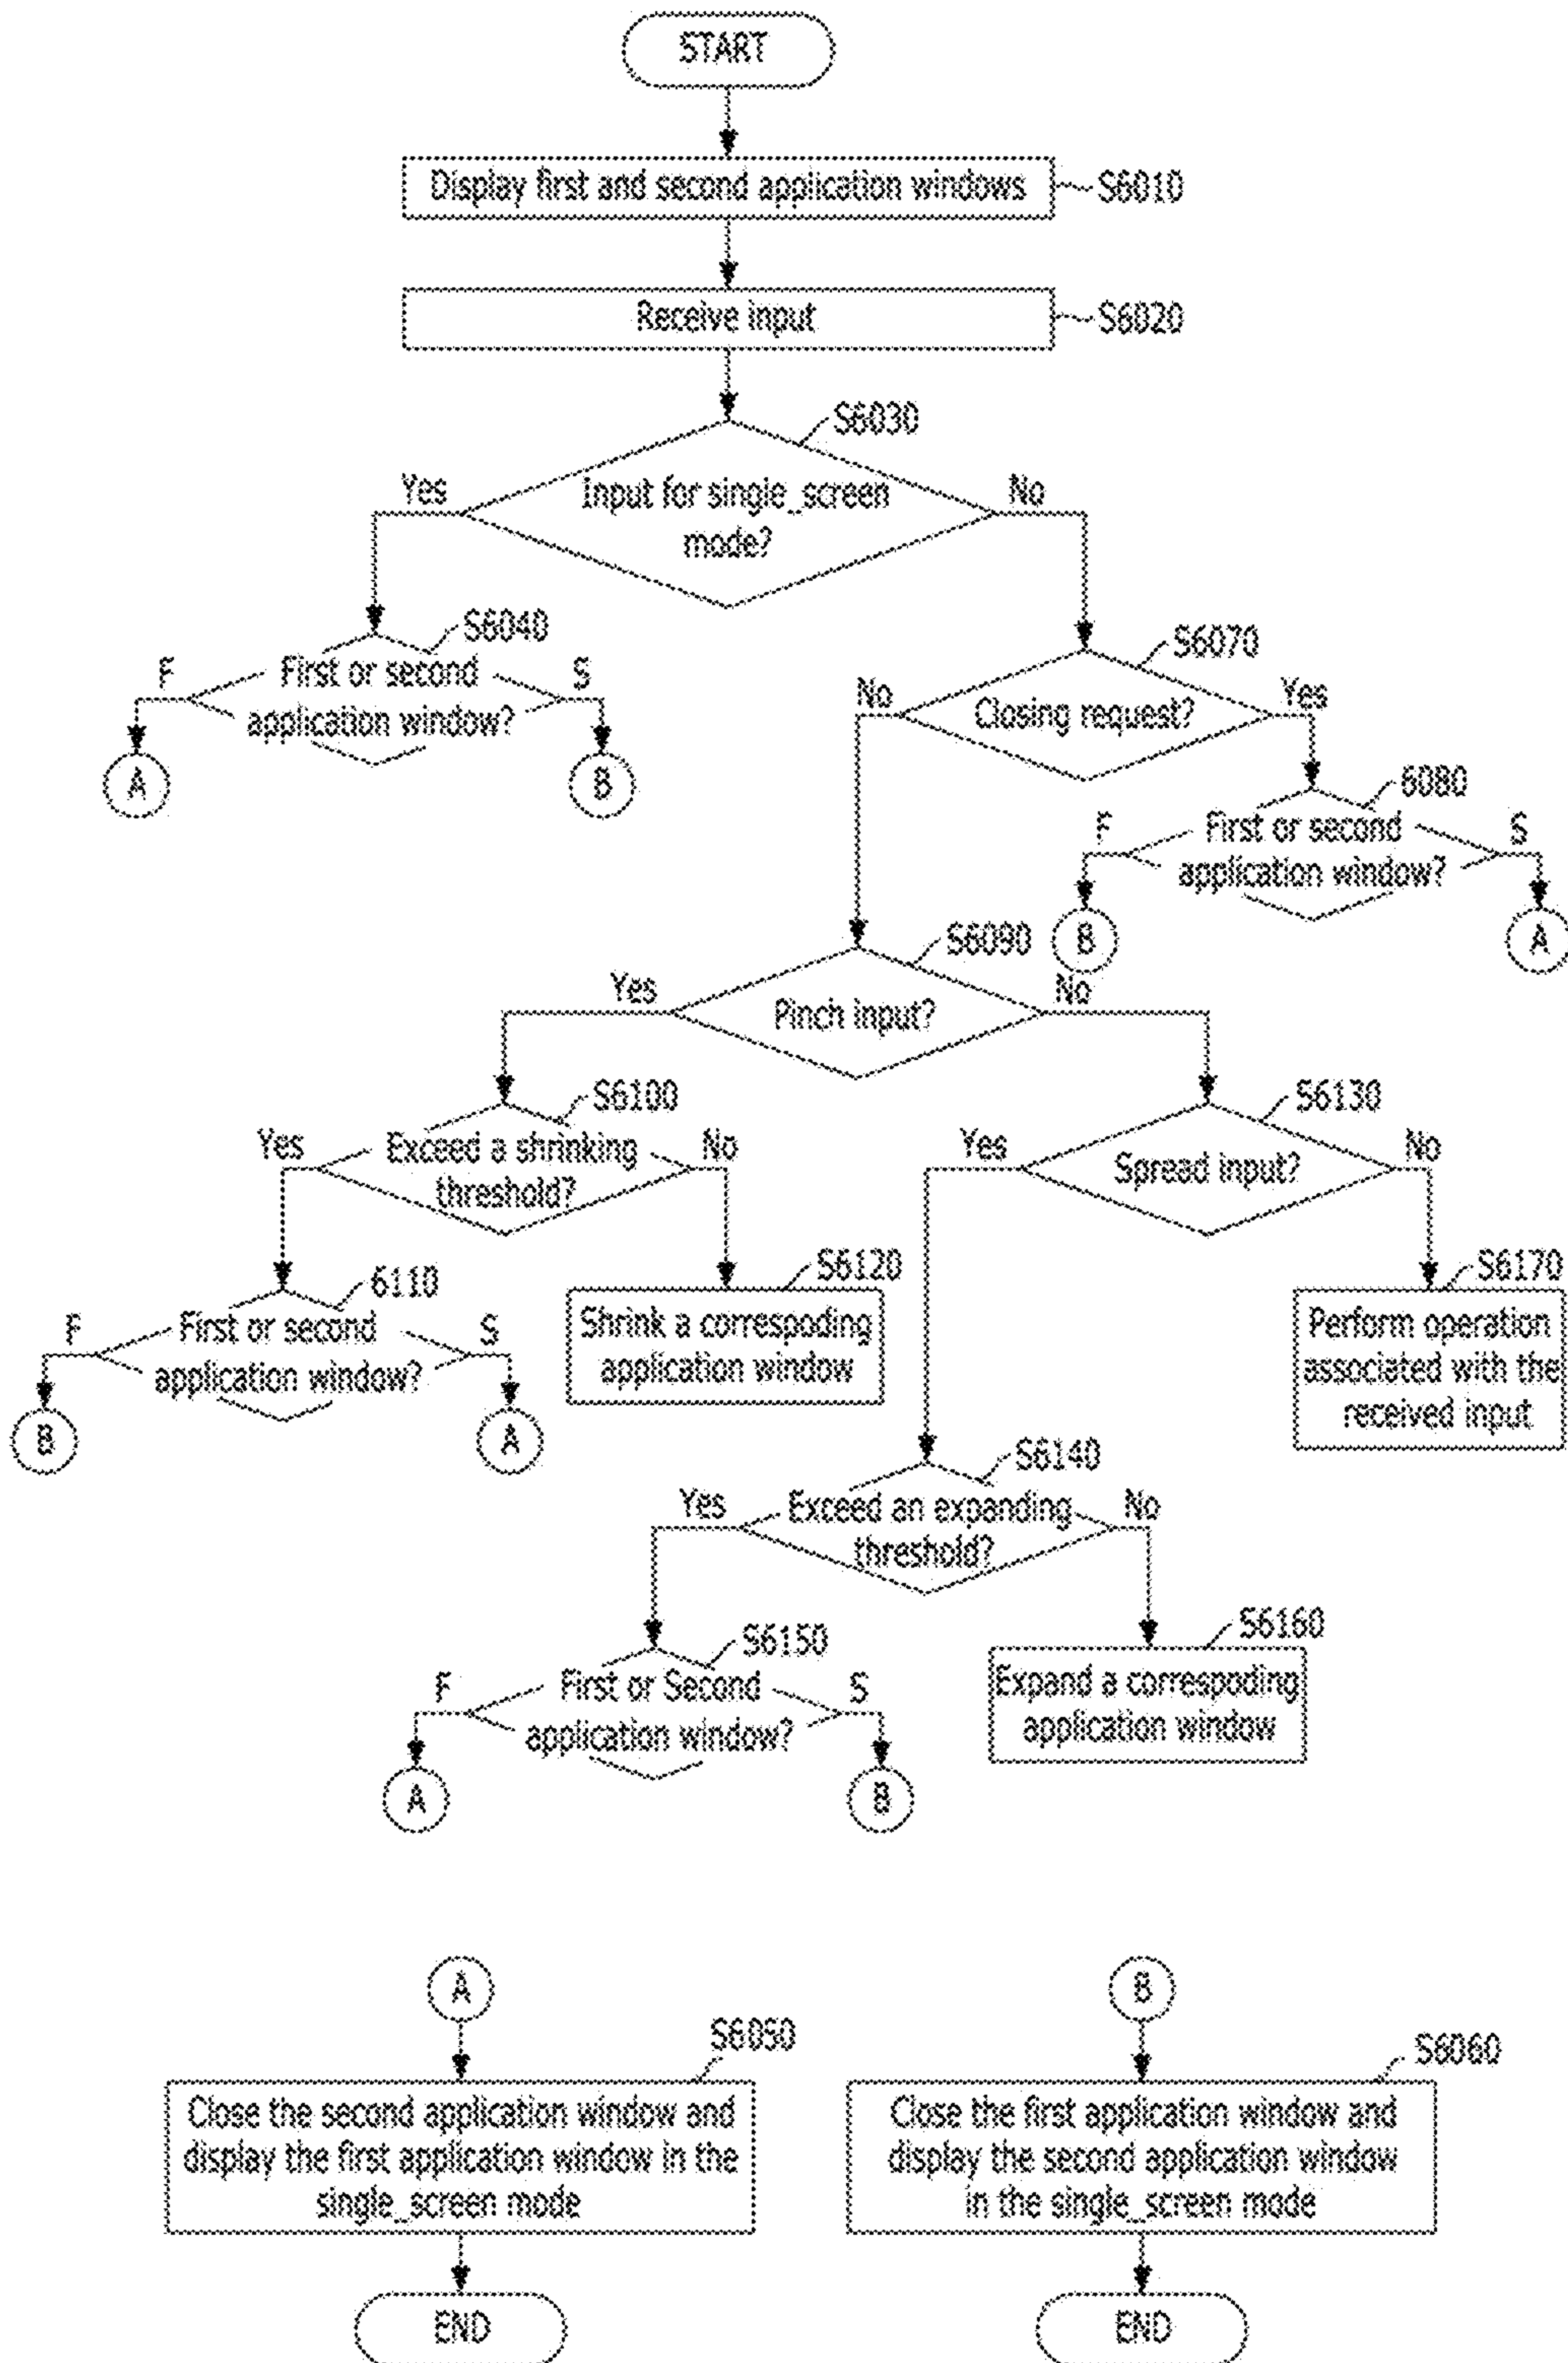 START
Display first and second application windows
S6010
Receive input
S6020
S6030
Yes
Input for single_screen
mode?
No
S6040
F
First or second
application window?
S
A
B
S6070
No
Closing request?
Yes
6080
F
First or second
application window?
S
B
A
S6090
Yes
Pinch input?
No
S6100
Yes
Exceed a shrinking
threshold?
No
S6130
Yes
Spread input?
No
6110
F
First or second
application window?
S
B
A
S6120
Shrink a correspoding
application window
S6170
Perform operation
associated with the
received input
S6140
Yes
Exceed an expanding
threshold?
No
S6150
F
First or Second
application window?
S
A
B
S6160
Expand a correspoding
application window
A
S6050
Close the second application window and
display the first application window in the
single_screen mode
END
B
S6060
Close the first application window and
display the second application window
in the single_screen mode
END